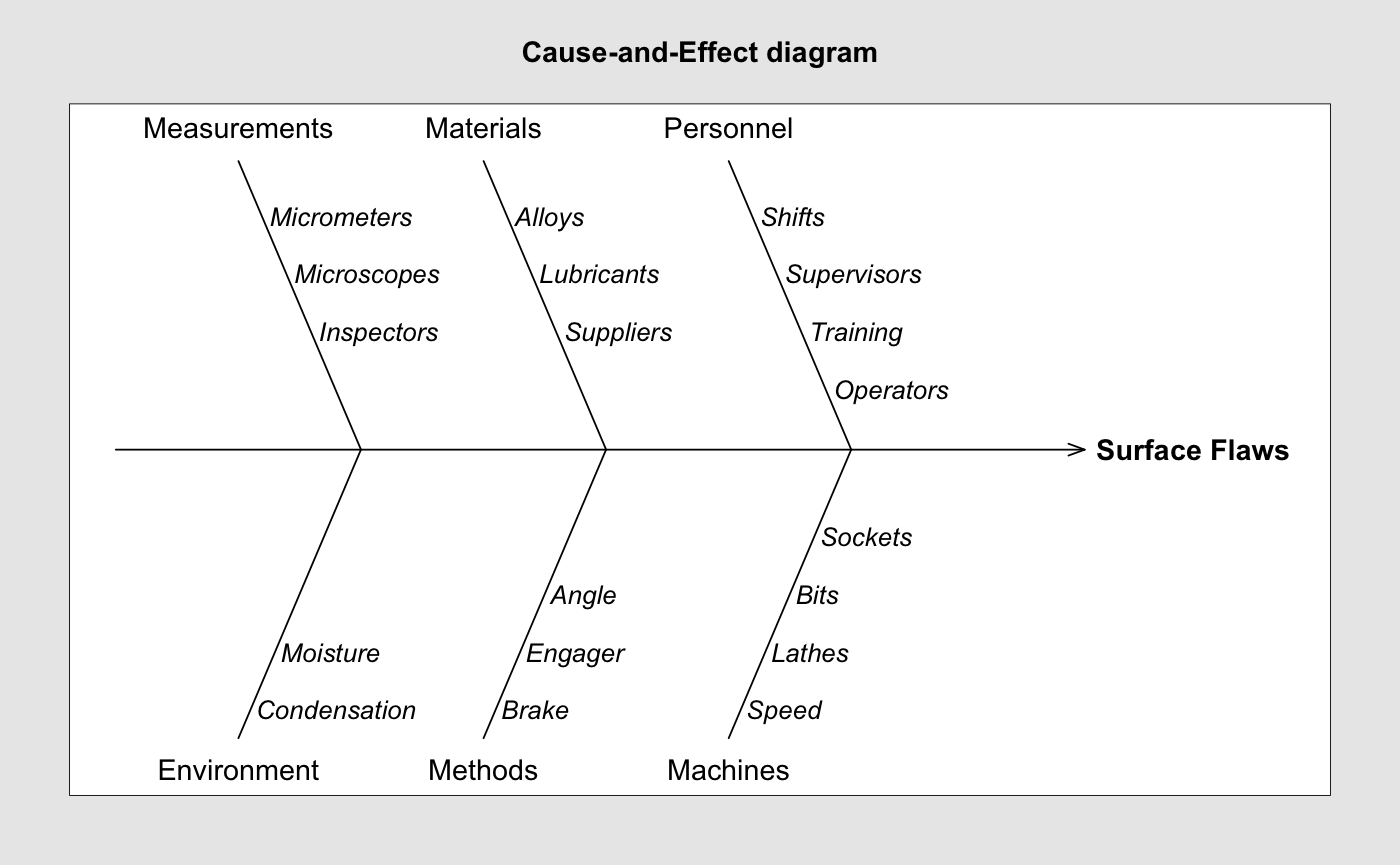 Cause-and-Effect diagram
Measurements
Materials
Personnel
Micrometers
Alloys
Shifts
Microscopes
Lubricants
Supervisors
Inspectors
Suppliers
Training
Operators
Surface Flaws
Sockets
Angle
Bits
Moisture
Engager
Lathes
Condensation
Brake
Speed
Environment
Methods
Machines